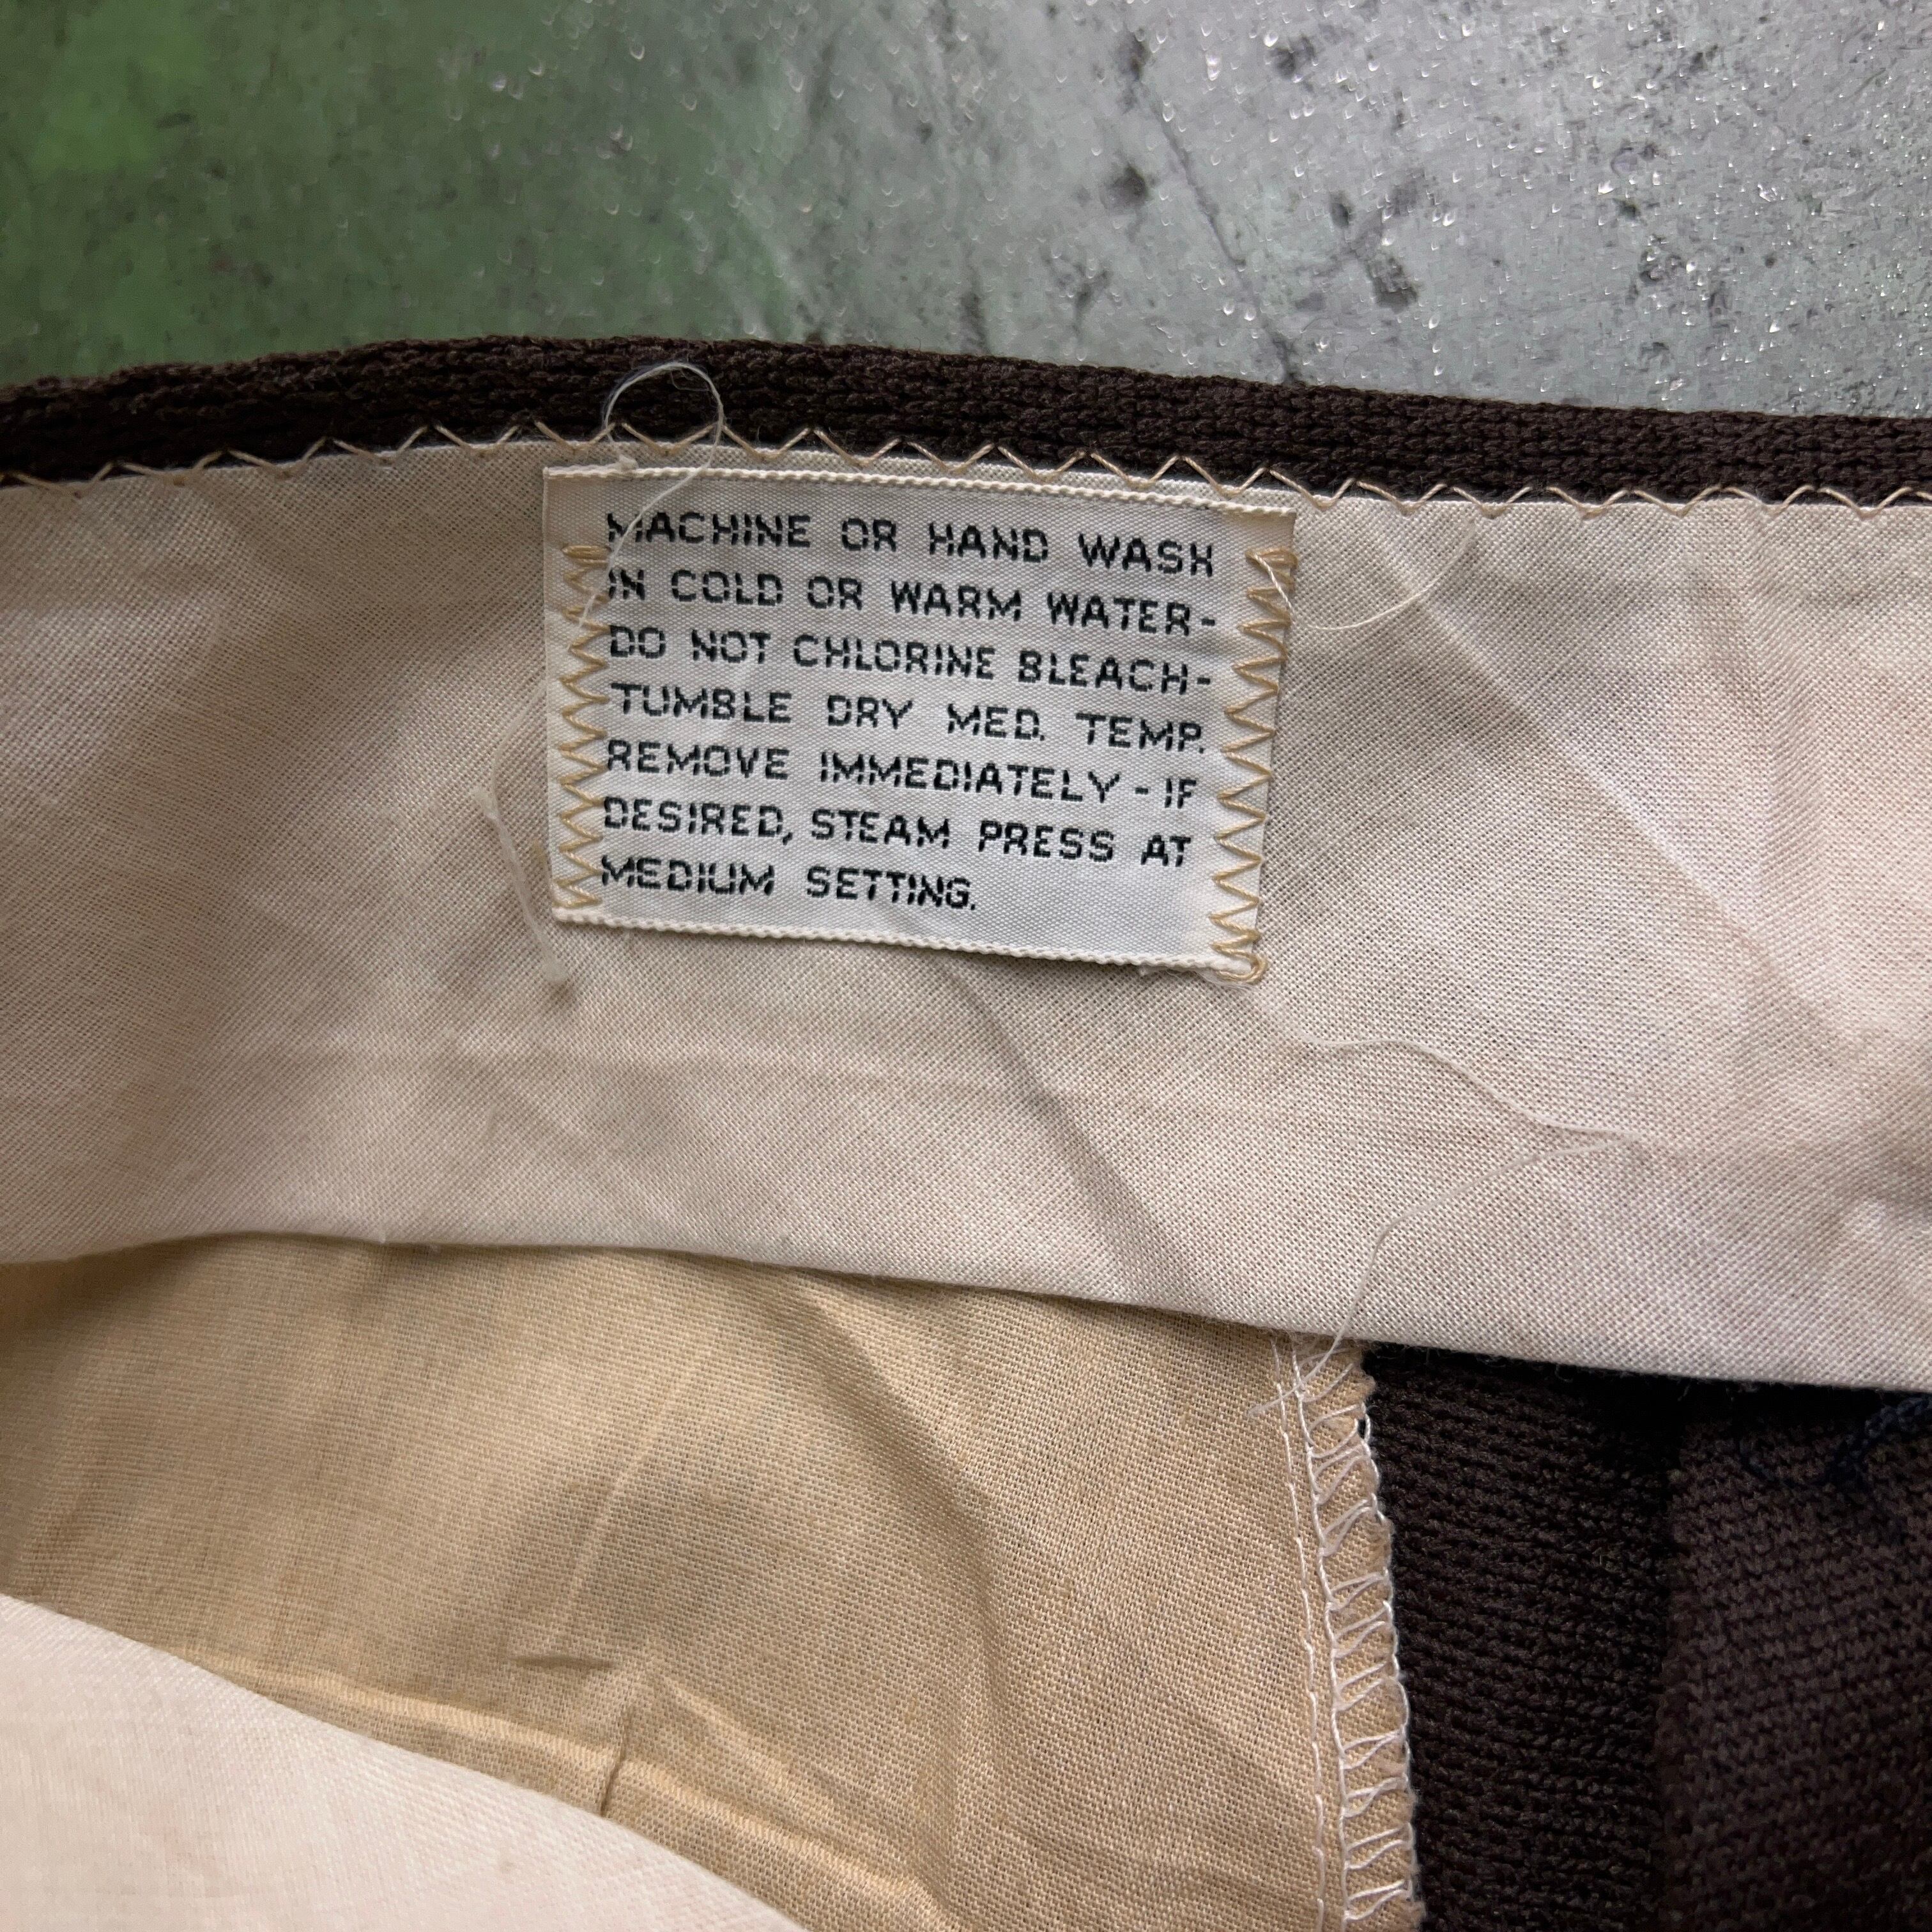 MACHINE OR HAND WASH
IN COLD OR WARM WATER-
DO NOT CHLORINE BLEACH-
TUMBLE DRY MED. TEMP.
REMOVE IMMEDIATELY - IF
DESIRED, STEAM PRESS AT
MEDIUM SETTING.